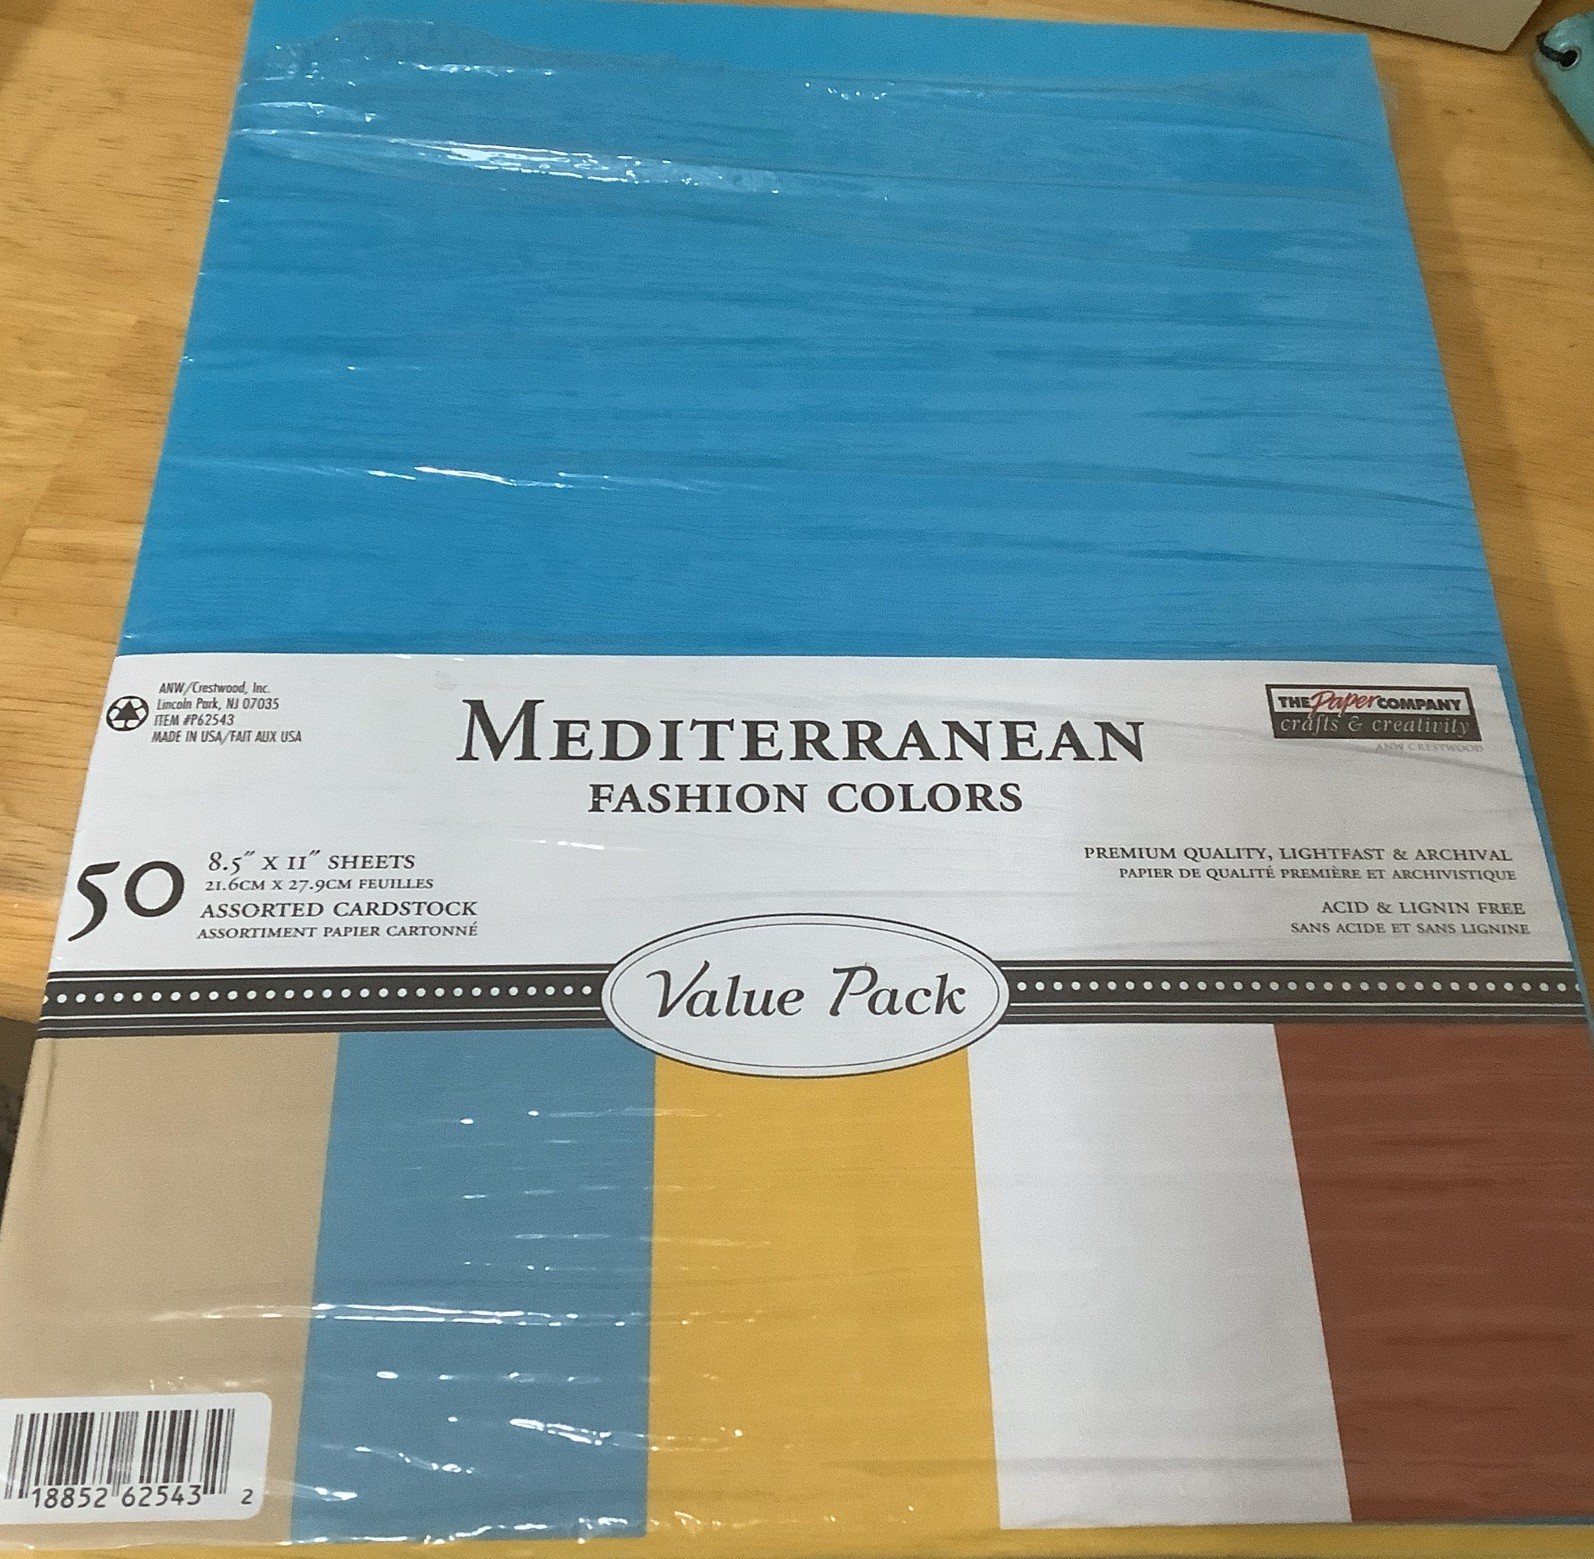 ANW/Crestwood, Inc.
Lincoln Park, NJ 07035
ITEM #P62543
MADE IN USA/FAIT AUX USA
MEDITERRANEAN
FASHION COLORS
THE Paper COMPANY
crafts & creativity
ANW CRESTWOOD
50
8.5" X 11" SHEETS
21.6CM X 27.9CM FEUILLES
ASSORTED CARDSTOCK
ASSORTIMENT PAPIER CARTONNÉ
PREMIUM QUALITY, LIGHTFAST & ARCHIVAL
PAPIER DE QUALITÉ PREMIÈRE ET ARCHIVISTIQUE
ACID & LIGNIN FREE
SANS ACIDE ET SANS LIGNINE
Value Pack
18852 62543 2